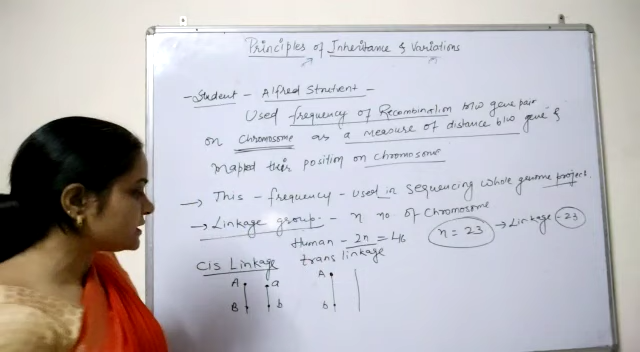 Principles of Inheritance & Variations
- Student - Alfred Strutvent -
Used frequency of Recombination b/w gene pair
on Chromosome as a measure of distance b/w gene &
mapped their position on chromosome
→ This - frequency - used in sequencing whole genome project.
→ Linkage group - n no. of Chromosome
Human - 2n = 46 n = 23 → Linkage - 23
Cis Linkage trans linkage
A a A
B b b